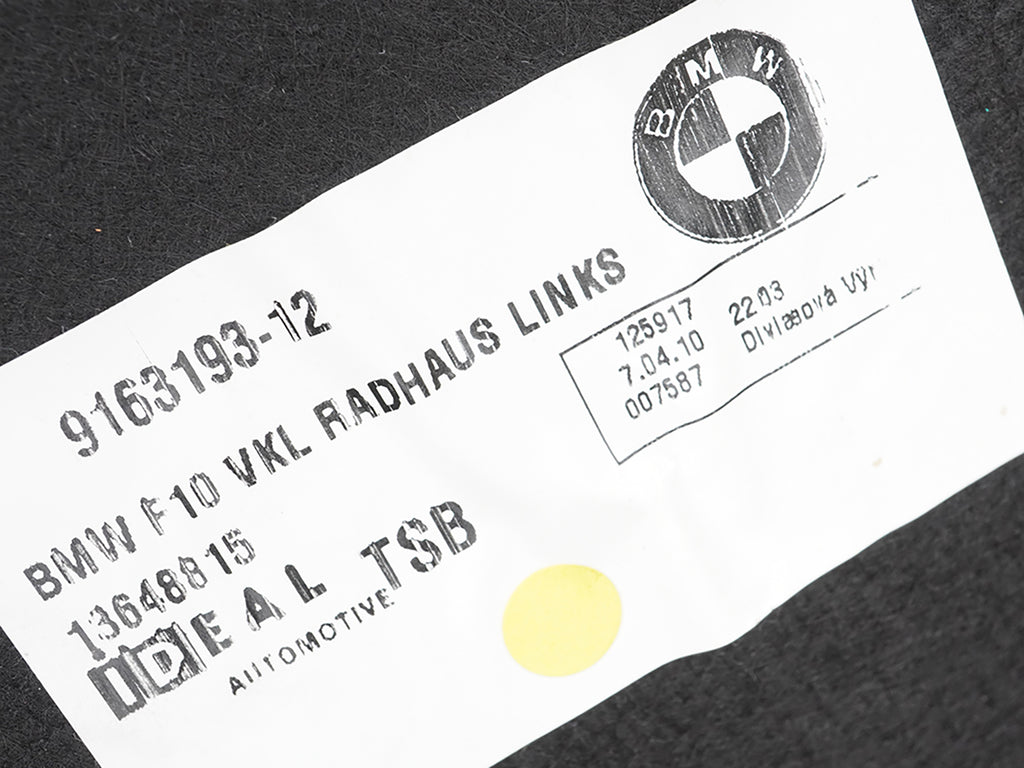 BMW
9163193-12
BMW F10 VKL RADHAUS LINKS
13648815
IDEAL TSB
AUTOMOTIVE
125917 22:03
7.04.10
007587